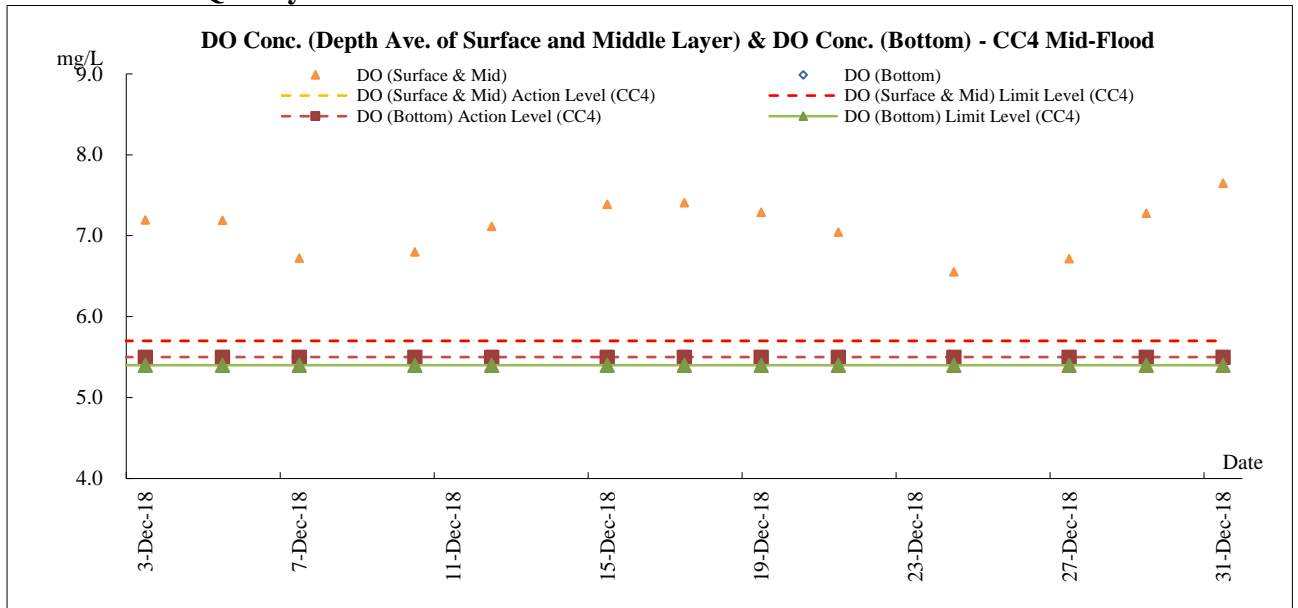 DO Conc. (Depth Ave. of Surface and Middle Layer) & DO Conc. (Bottom) - CC4 Mid-Flood
mg/L
DO (Surface & Mid)
DO (Bottom)
DO (Surface & Mid) Action Level (CC4)
DO (Surface & Mid) Limit Level (CC4)
DO (Bottom) Action Level (CC4)
DO (Bottom) Limit Level (CC4)
9.0
8.0
7.0
6.0
5.0
4.0
Date
3-Dec-18
7-Dec-18
11-Dec-18
15-Dec-18
19-Dec-18
23-Dec-18
27-Dec-18
31-Dec-18